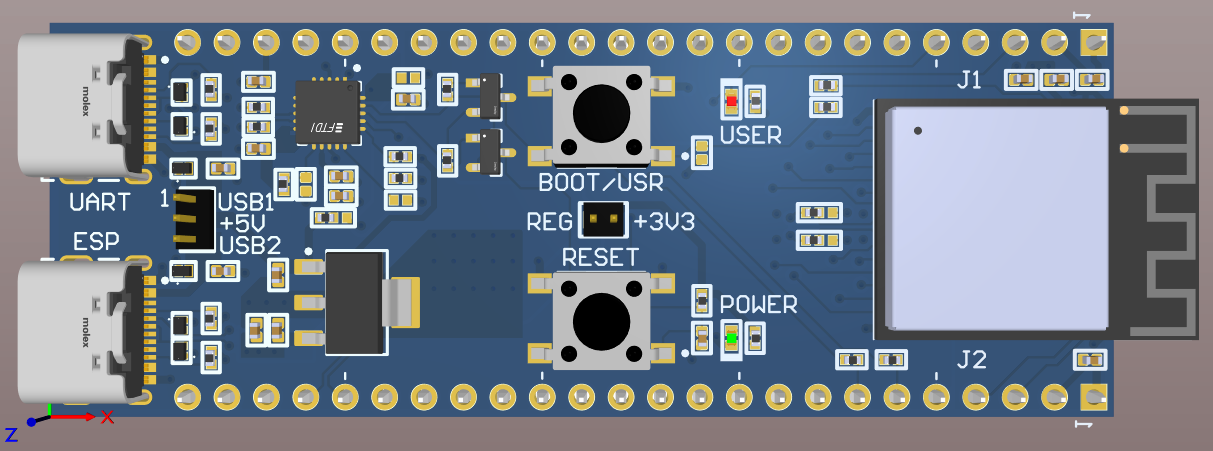 1
J1
molex
FTDI
USER
BOOT/USR
UART
1
USB1
+5V
USB2
REG
+3V3
ESP
RESET
POWER
molex
J2
1
X
Z